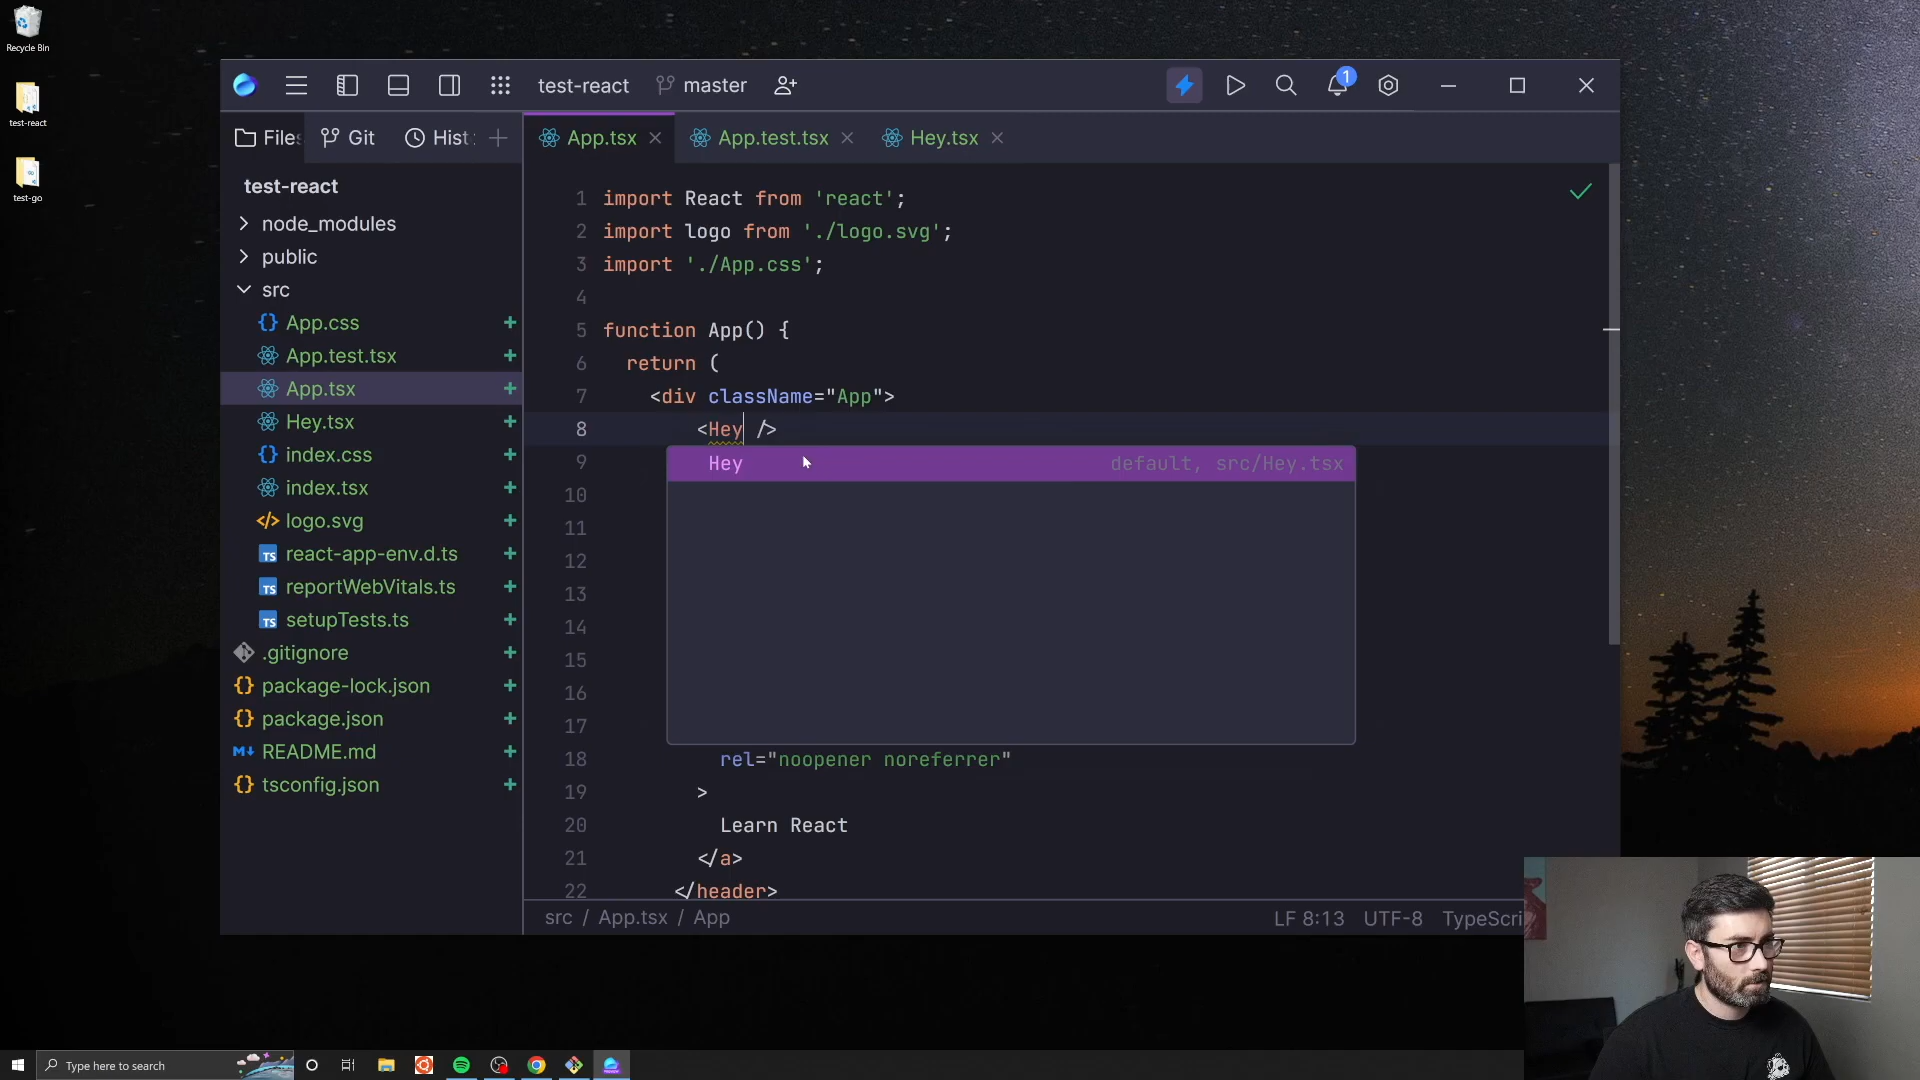 Recycle Bin
test-react
test-go
test-react
master
1
Files
Git
Hist
App.tsx
App.test.tsx
Hey.tsx
test-react
node_modules
public
src
App.css
App.test.tsx
App.tsx
Hey.tsx
index.css
index.tsx
logo.svg
TS react-app-env.d.ts
TS reportWebVitals.ts
TS setupTests.ts
.gitignore
package-lock.json
package.json
M README.md
tsconfig.json
1 import React from 'react';
2 import logo from './logo.svg';
3 import './App.css';
4
5 function App() {
6 return (
7 <div className="App">
8 <Hey />
9
Hey default, src/Hey.tsx
10
11
12
13
14
15
16
17
18 rel="noopener noreferrer"
19 >
20 Learn React
21 </a>
22 </header>
src / App.tsx / App
LF 8:13 UTF-8 TypeScri
Type here to search